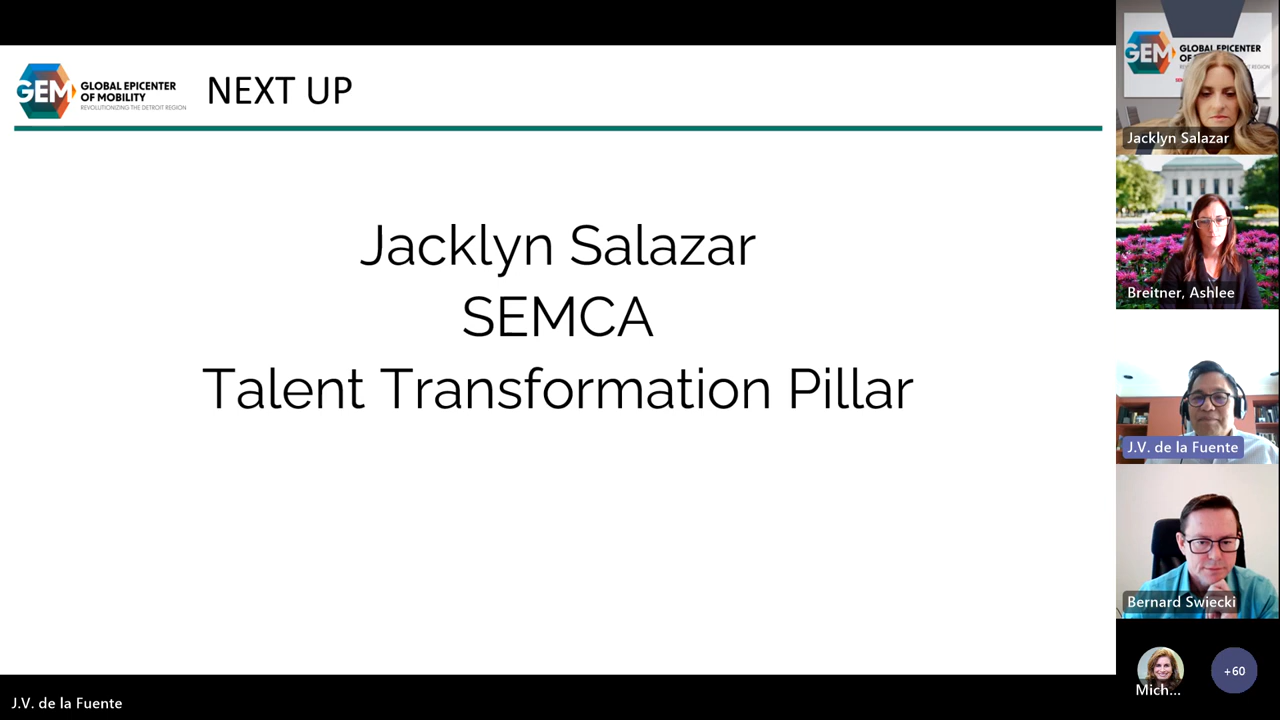 GEM GLOBAL EPICENTER
OF MOBILITY
REVOLUTIONIZING THE DETROIT REGION
NEXT UP
Jacklyn Salazar
SEMCA
Talent Transformation Pillar
J.V. de la Fuente
GEM GLOBAL EPICENTER
Jacklyn Salazar
Breitner, Ashlee
J.V. de la Fuente
Bernard Swiecki
Mich...
+60